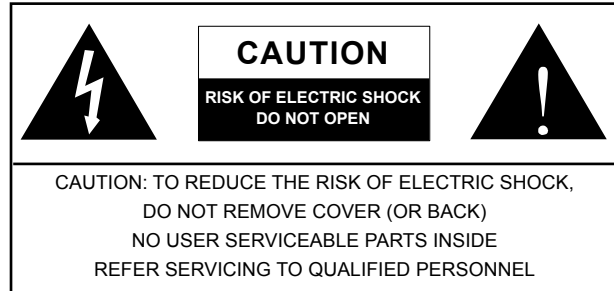 CAUTION
RISK OF ELECTRIC SHOCK
DO NOT OPEN
!
CAUTION: TO REDUCE THE RISK OF ELECTRIC SHOCK,
DO NOT REMOVE COVER (OR BACK)
NO USER SERVICEABLE PARTS INSIDE
REFER SERVICING TO QUALIFIED PERSONNEL